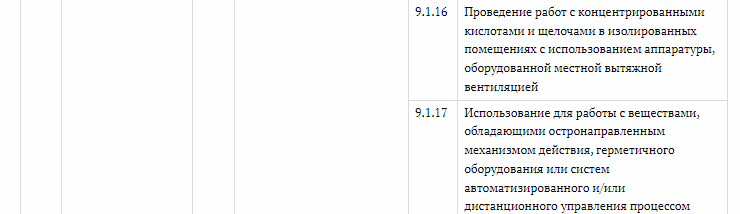 9.1.16 Проведение работ с концентрированными
кислотами и щелочами в изолированных
помещениях с использованием аппаратуры,
оборудованной местной вытяжной
вентиляцией
9.1.17 Использование для работы с веществами,
обладающими остронаправленным
механизмом действия, герметичного
оборудования или систем
автоматизированного и/или
дистанционного управления процессом